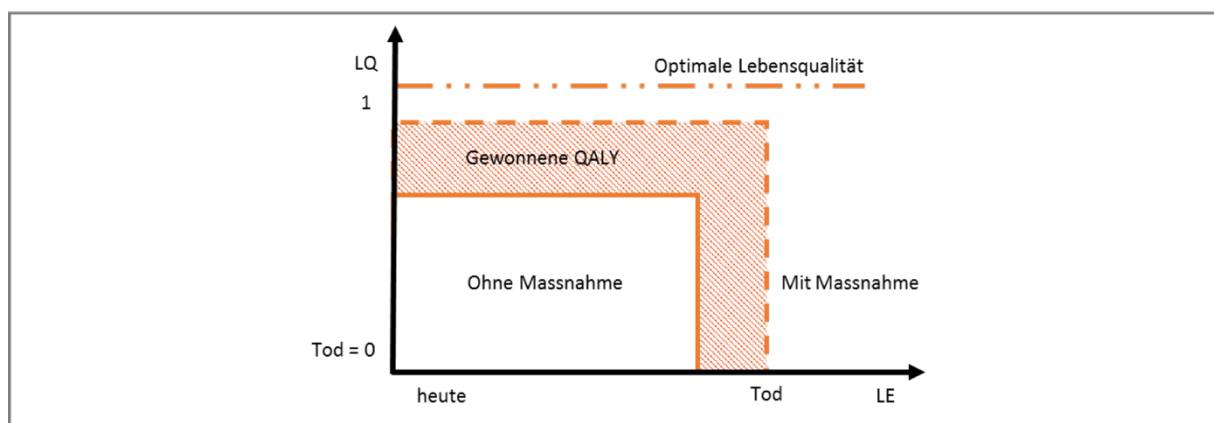 LQ
Optimale Lebensqualität
1
Gewonnene QALY
Ohne Massnahme
Mit Massnahme
Tod = 0
heute
Tod
LE